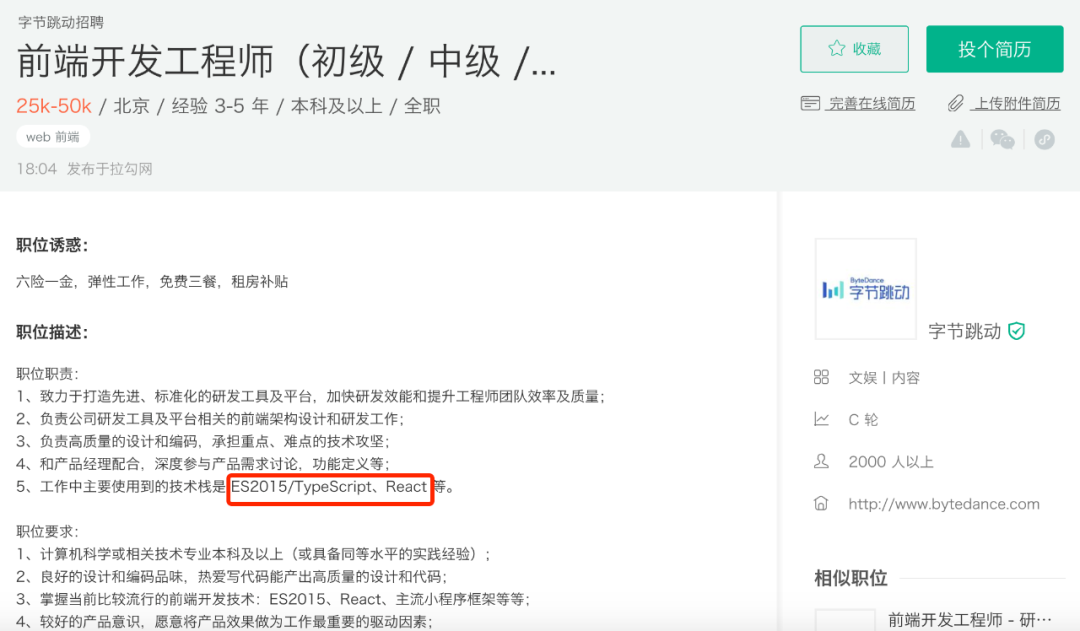 字节跳动招聘
前端开发工程师（初级 / 中级 /...
收藏
投个简历
25k-50k / 北京 / 经验 3-5 年 / 本科及以上 / 全职
完善在线简历
上传附件简历
web 前端
18:04 发布于拉勾网
职位诱惑：
六险一金，弹性工作，免费三餐，租房补贴
职位描述：
职位职责：
1、致力于打造先进、标准化的研发工具及平台，加快研发效能和提升工程师团队效率及质量；
2、负责公司研发工具及平台相关的前端架构设计和研发工作；
3、负责高质量的设计和编码，承担重点、难点的技术攻坚；
4、和产品经理配合，深度参与产品需求讨论，功能定义等；
5、工作中主要使用到的技术栈是 ES2015/TypeScript、React 等。
职位要求：
1、计算机科学或相关技术专业本科及以上（或具备同等水平的实践经验）；
2、良好的设计和编码品味，热爱写代码能产出高质量的设计和代码；
3、掌握当前比较流行的前端开发技术：ES2015、React、主流小程序框架等等；
4、较好的产品意识，愿意将产品效果做为工作最重要的驱动因素；
ByteDance
字节跳动
字节跳动
文娱丨内容
C 轮
2000 人以上
http://www.bytedance.com
相似职位
前端开发工程师 - 研…